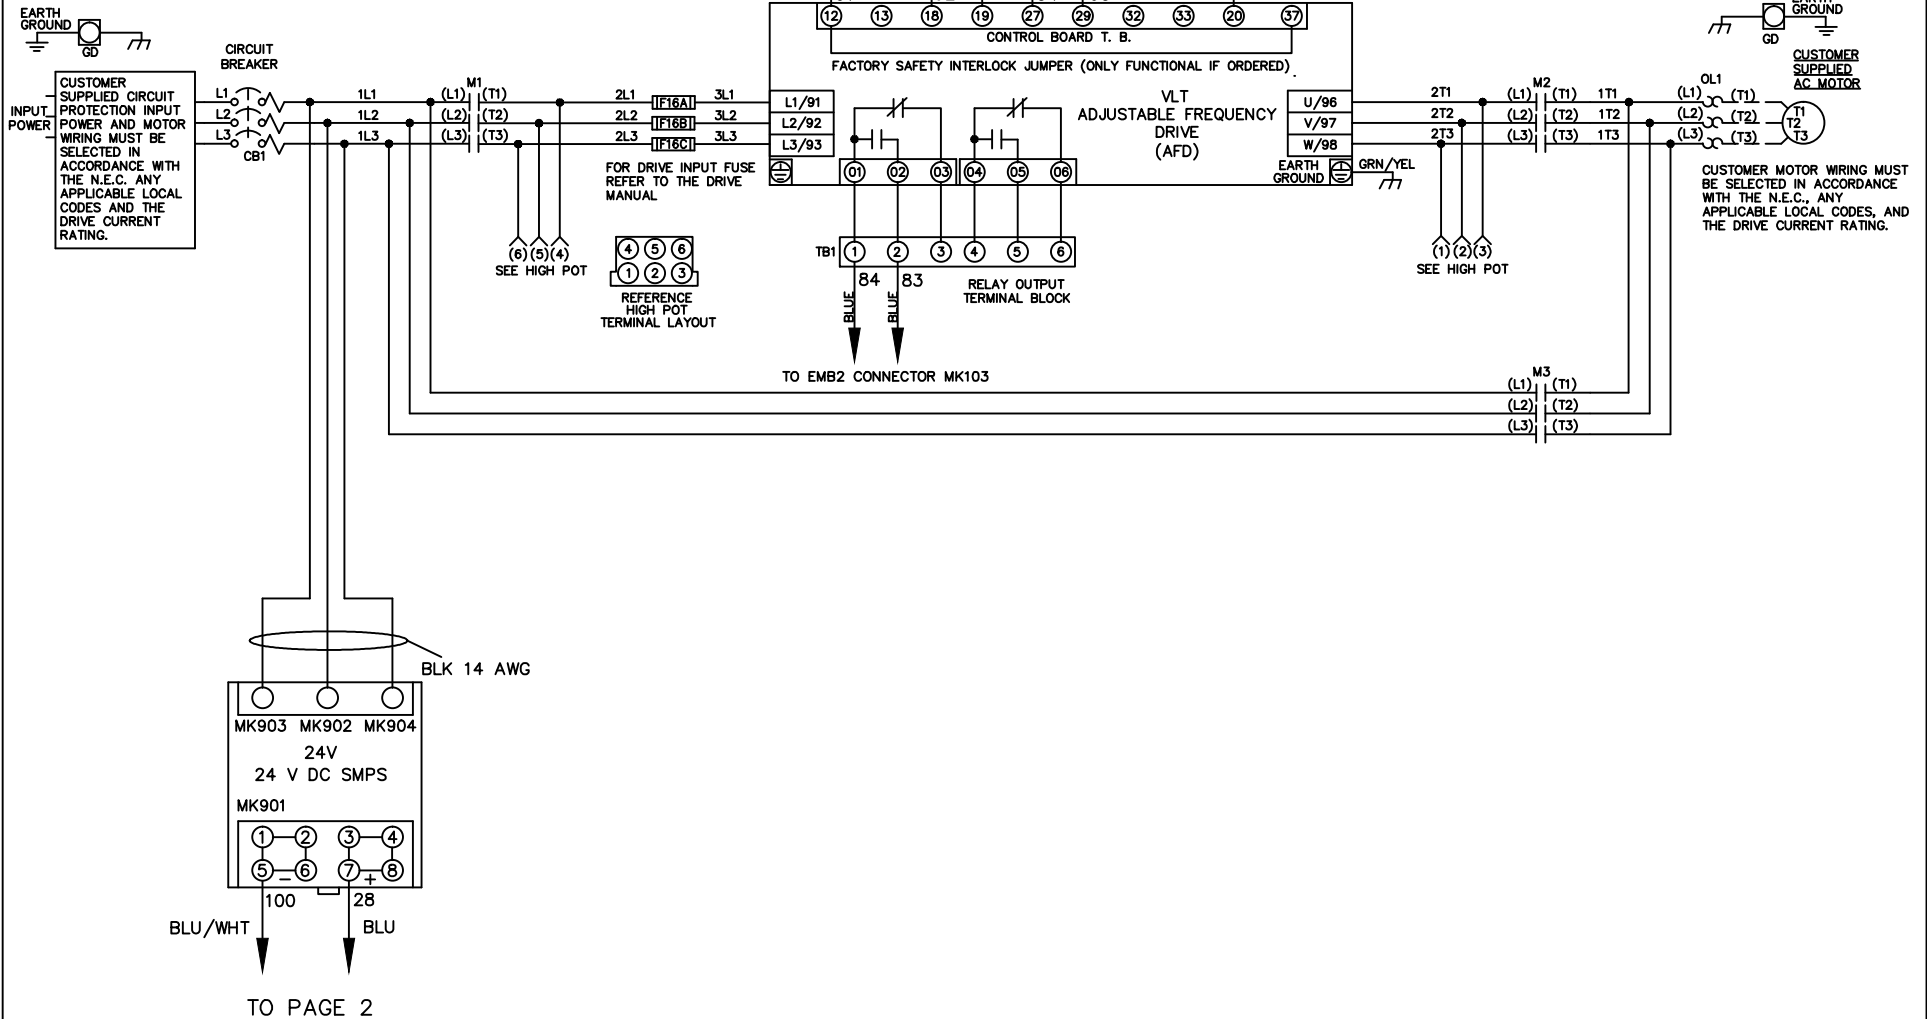 EARTH
GROUND
GD
CIRCUIT
BREAKER
CUSTOMER
SUPPLIED CIRCUIT
PROTECTION INPUT
POWER AND MOTOR
WIRING MUST BE
SELECTED IN
ACCORDANCE WITH
THE N.E.C. ANY
APPLICABLE LOCAL
CODES AND THE
DRIVE CURRENT
RATING.
INPUT
POWER
L1
L2
L3
CB1
1L1
1L2
1L3
M1
(L1) (T1)
(L2) (T2)
(L3) (T3)
2L1 F16A 3L1
2L2 F16B 3L2
2L3 F16C 3L3
FOR DRIVE INPUT FUSE
REFER TO THE DRIVE
MANUAL
(6) (5) (4)
SEE HIGH POT
4 5 6
1 2 3
REFERENCE
HIGH POT
TERMINAL LAYOUT
12 13 18 19 27 29 32 33 20 37
CONTROL BOARD T. B.
FACTORY SAFETY INTERLOCK JUMPER (ONLY FUNCTIONAL IF ORDERED)
L1/91
L2/92
L3/93
VLT
ADJUSTABLE FREQUENCY
DRIVE
(AFD)
U/96
V/97
W/98
EARTH
GROUND
GRN/YEL
01 02 03 04 05 06
TB1 1 2 3 4 5 6
84 83
BLUE BLUE
RELAY OUTPUT
TERMINAL BLOCK
TO EMB2 CONNECTOR MK103
2T1
2T2
2T3
(1) (2) (3)
SEE HIGH POT
M2
(L1) (T1) 1T1
(L2) (T2) 1T2
(L3) (T3) 1T3
M3
(L1) (T1)
(L2) (T2)
(L3) (T3)
GROUND
GD
CUSTOMER
SUPPLIED
AC MOTOR
OL1
(L1) (T1)
(L2) (T2)
(L3) (T3)
T1
T2
T3
CUSTOMER MOTOR WIRING MUST
BE SELECTED IN ACCORDANCE
WITH THE N.E.C., ANY
APPLICABLE LOCAL CODES, AND
THE DRIVE CURRENT RATING.
BLK 14 AWG
MK903 MK902 MK904
24V
24 V DC SMPS
MK901
1 2 3 4
5 6 7 8
− +
100 28
BLU/WHT BLU
TO PAGE 2